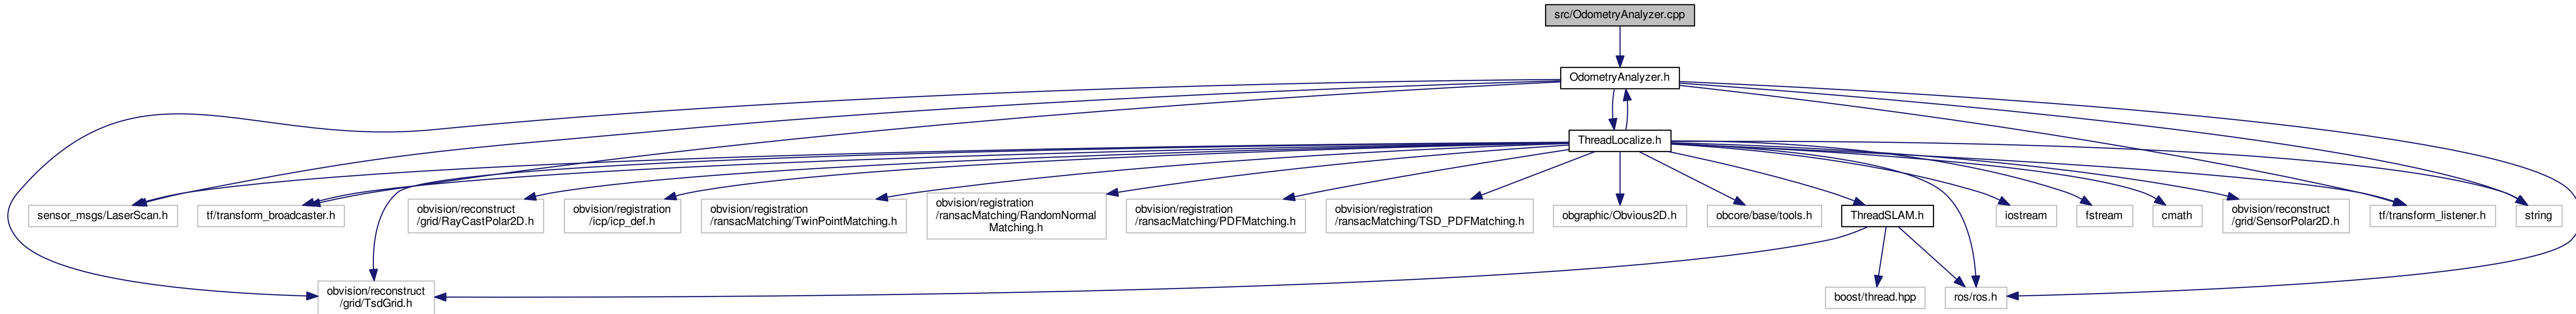 src/OdometryAnalyzer.cpp
OdometryAnalyzer.h
ThreadLocalize.h
sensor_msgs/LaserScan.h
tf/transform_broadcaster.h
obvision/reconstruct
/grid/RayCastPolar2D.h
obvision/registration
/icp/icp_def.h
obvision/registration
/ransacMatching/TwinPointMatching.h
obvision/registration
/ransacMatching/RandomNormal
Matching.h
obvision/registration
/ransacMatching/PDFMatching.h
obvision/registration
/ransacMatching/TSD_PDFMatching.h
obgraphic/Obvious2D.h
obcore/base/tools.h
ThreadSLAM.h
iostream
fstream
cmath
obvision/reconstruct
/grid/SensorPolar2D.h
tf/transform_listener.h
string
obvision/reconstruct
/grid/TsdGrid.h
boost/thread.hpp
ros/ros.h